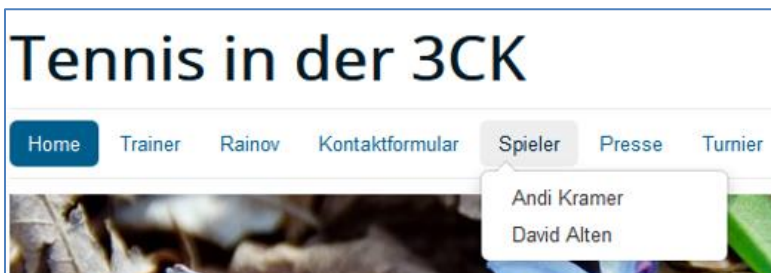 Tennis in der 3CK
Home Trainer Rainov Kontaktformular Spieler Presse Turnier
Andi Kramer
David Alten